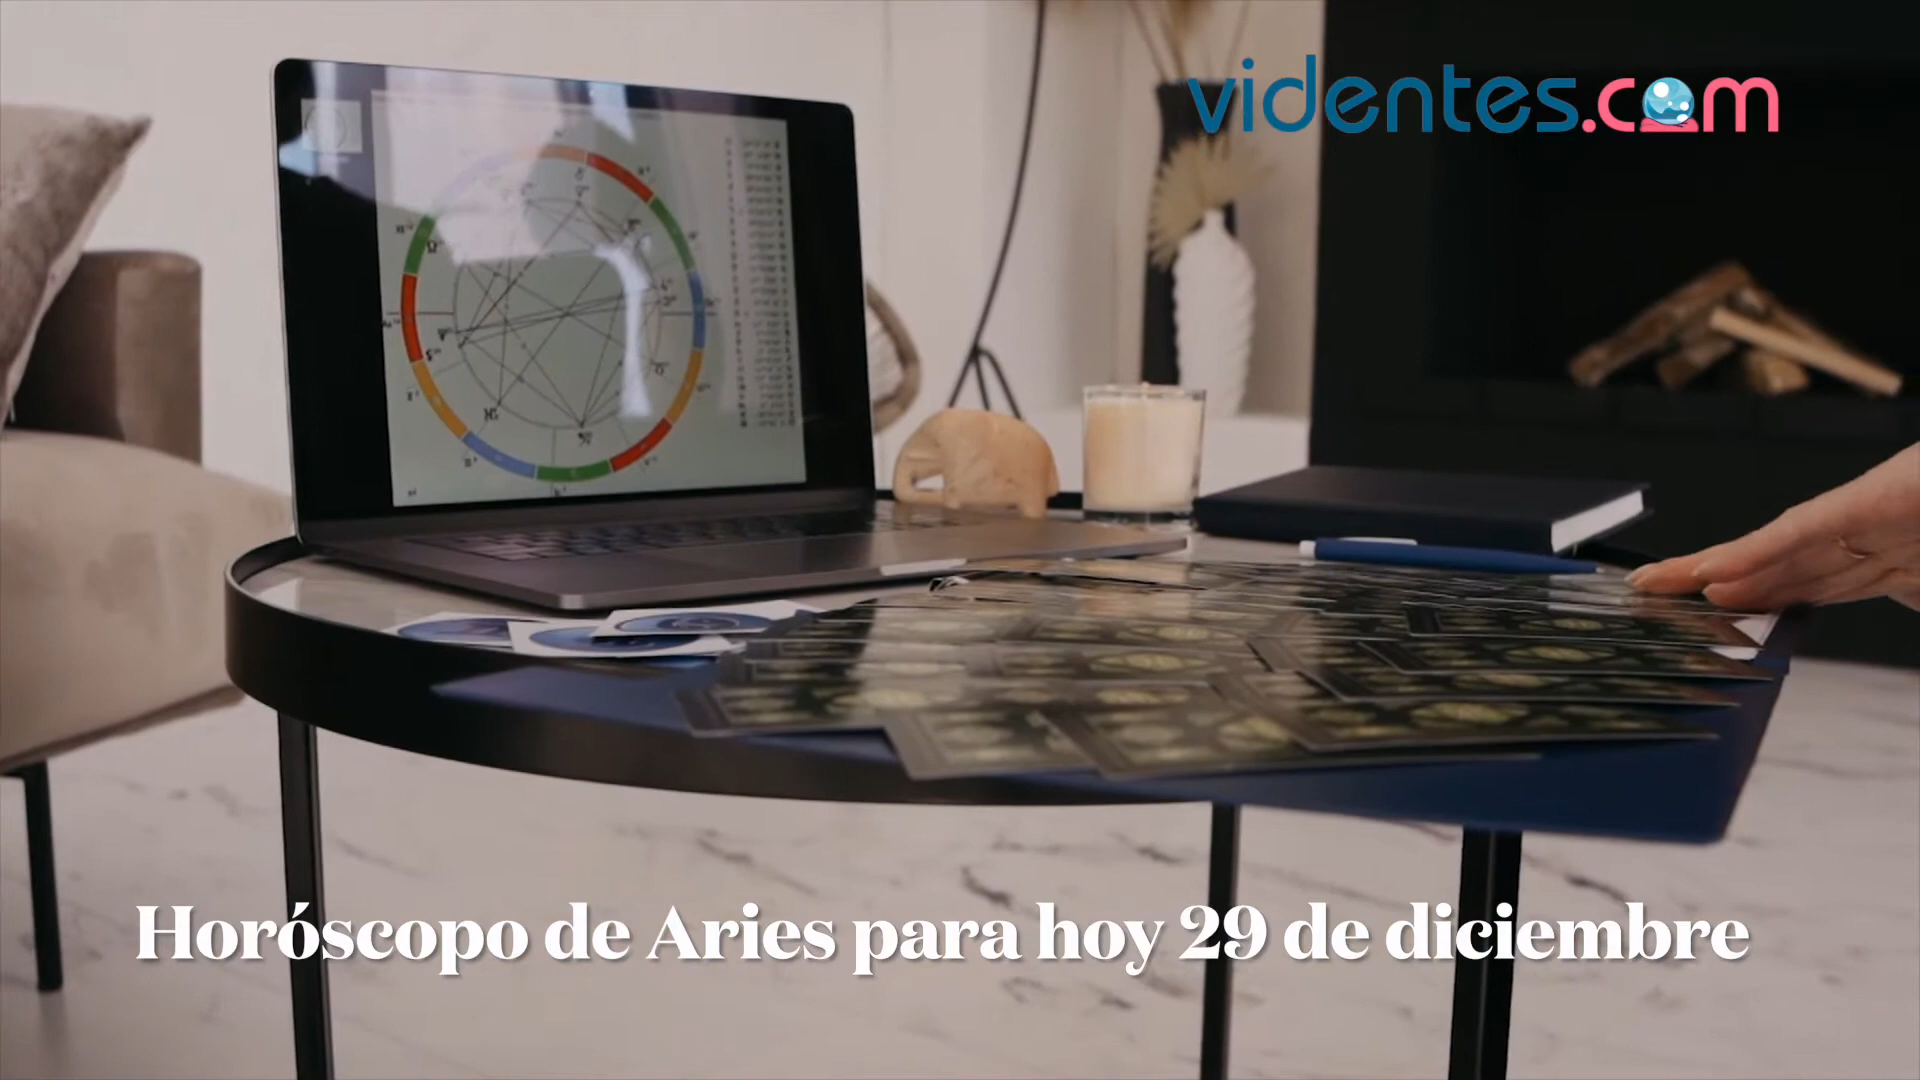 videntes.com
Horóscopo de Aries para hoy 29 de diciembre